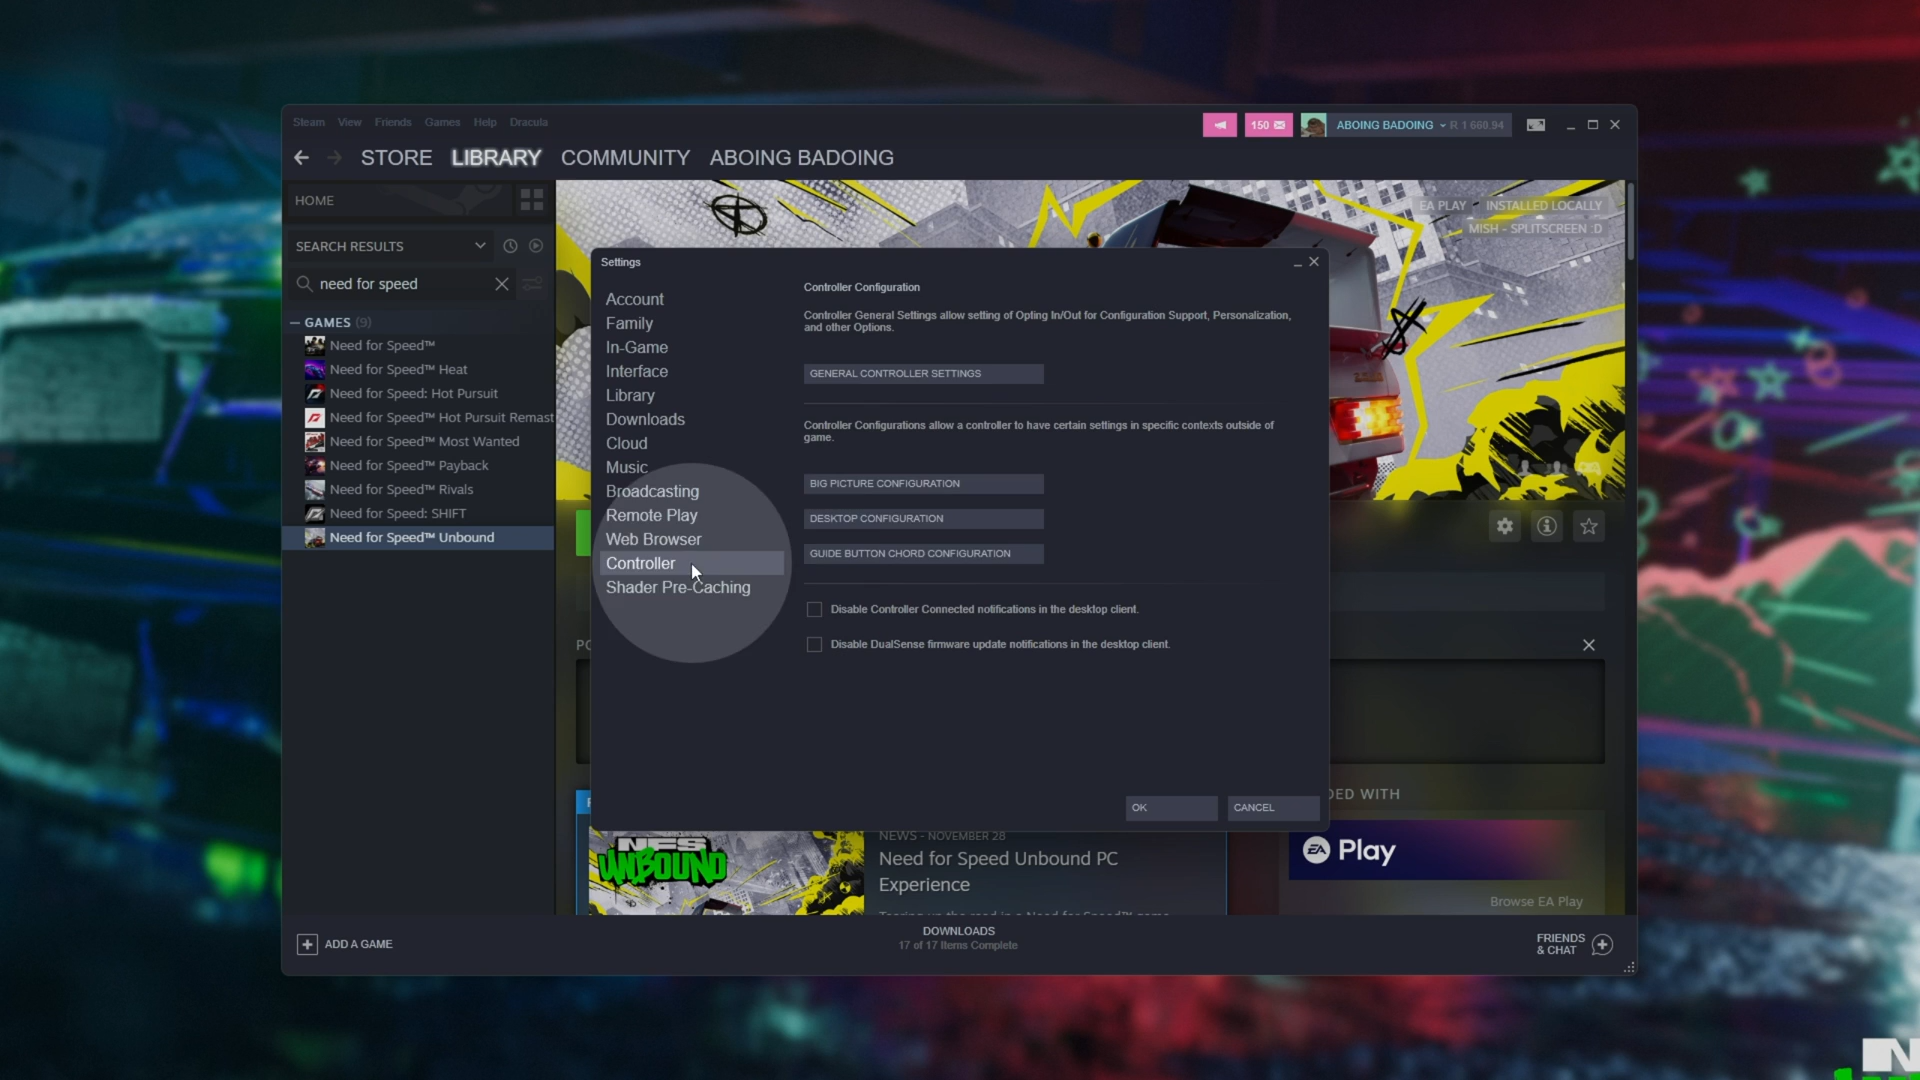 Steam View Friends Games Help Dracula
150
ABOING BADOING R 1 660.94
STORE LIBRARY COMMUNITY ABOING BADOING
HOME
SEARCH RESULTS
need for speed
GAMES (9)
Need for Speed™
Need for Speed™ Heat
Need for Speed: Hot Pursuit
Need for Speed™ Hot Pursuit Remast
Need for Speed™ Most Wanted
Need for Speed™ Payback
Need for Speed™ Rivals
Need for Speed: SHIFT
Need for Speed™ Unbound
EA PLAY INSTALLED LOCALLY
MISH - SPLITSCREEN :D
Settings
Account
Family
In-Game
Interface
Library
Downloads
Cloud
Music
Broadcasting
Remote Play
Web Browser
Controller
Shader Pre-Caching
Controller Configuration
Controller General Settings allow setting of Opting In/Out for Configuration Support, Personalization,
and other Options.
GENERAL CONTROLLER SETTINGS
Controller Configurations allow a controller to have certain settings in specific contexts outside of
game.
BIG PICTURE CONFIGURATION
DESKTOP CONFIGURATION
GUIDE BUTTON CHORD CONFIGURATION
Disable Controller Connected notifications in the desktop client.
Disable DualSense firmware update notifications in the desktop client.
OK CANCEL
PO
DED WITH
NFS
UNBOUND
NEWS - NOVEMBER 28
Need for Speed Unbound PC
Experience
EA Play
Browse EA Play
ADD A GAME
DOWNLOADS
17 of 17 Items Complete
FRIENDS
& CHAT